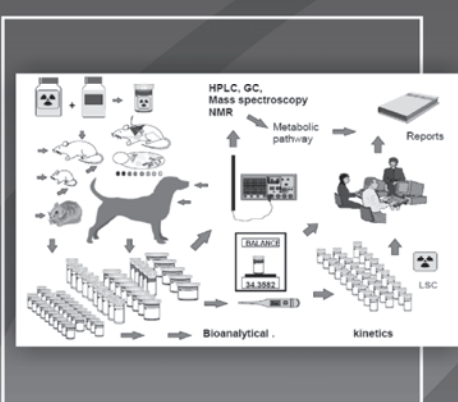 HPLC, GC,
Mass spectroscopy
NMR
Metabolic
pathway
Reports
BALANCE
34.3582
LSC
Bioanalytical .
kinetics